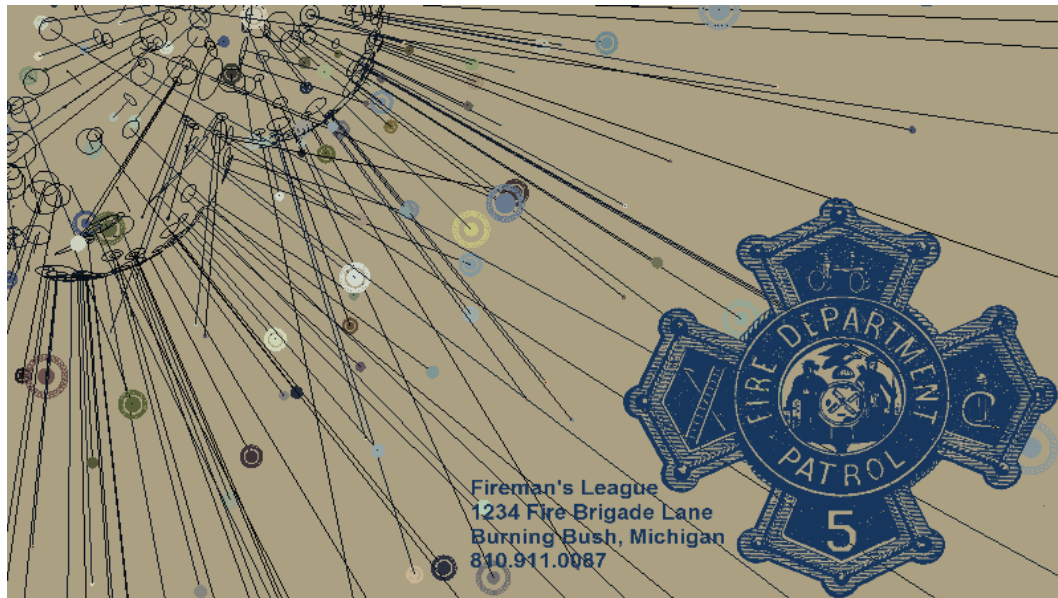 FIRE DEPARTMENT
PATROL
5
Fireman's League
1234 Fire Brigade Lane
Burning Bush, Michigan
810.911.0087